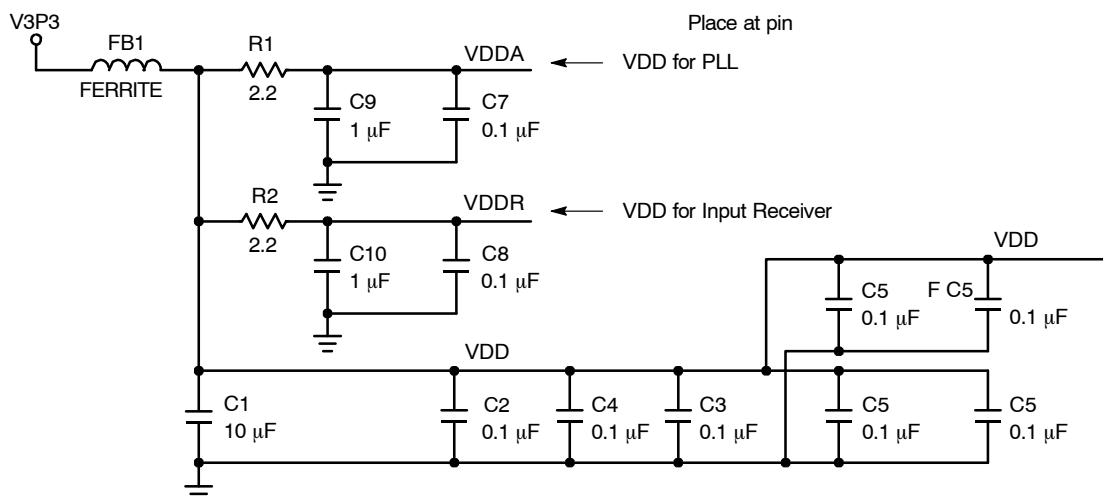 V3P3
Place at pin
FB1
R1
VDDA
VDD for PLL
FERRITE
2.2
C9
1 μF
C7
0.1 μF
R2
VDDR
VDD for Input Receiver
2.2
C10
1 μF
C8
0.1 μF
VDD
C5
0.1 μF
F C5
0.1 μF
VDD
C1
10 μF
C2
0.1 μF
C4
0.1 μF
C3
0.1 μF
C5
0.1 μF
C5
0.1 μF